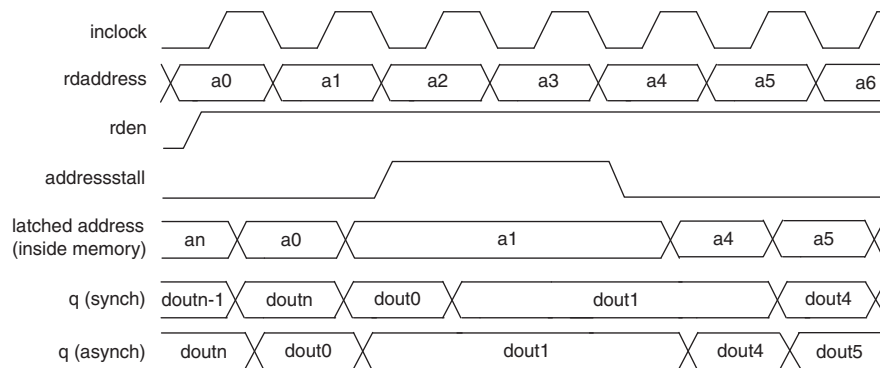 inclock
rdaddress a0 a1 a2 a3 a4 a5 a6
rden
addressstall
latched address
(inside memory) an a0 a1 a4 a5
q (synch) doutn-1 doutn dout0 dout1 dout4
q (asynch) doutn dout0 dout1 dout4 dout5